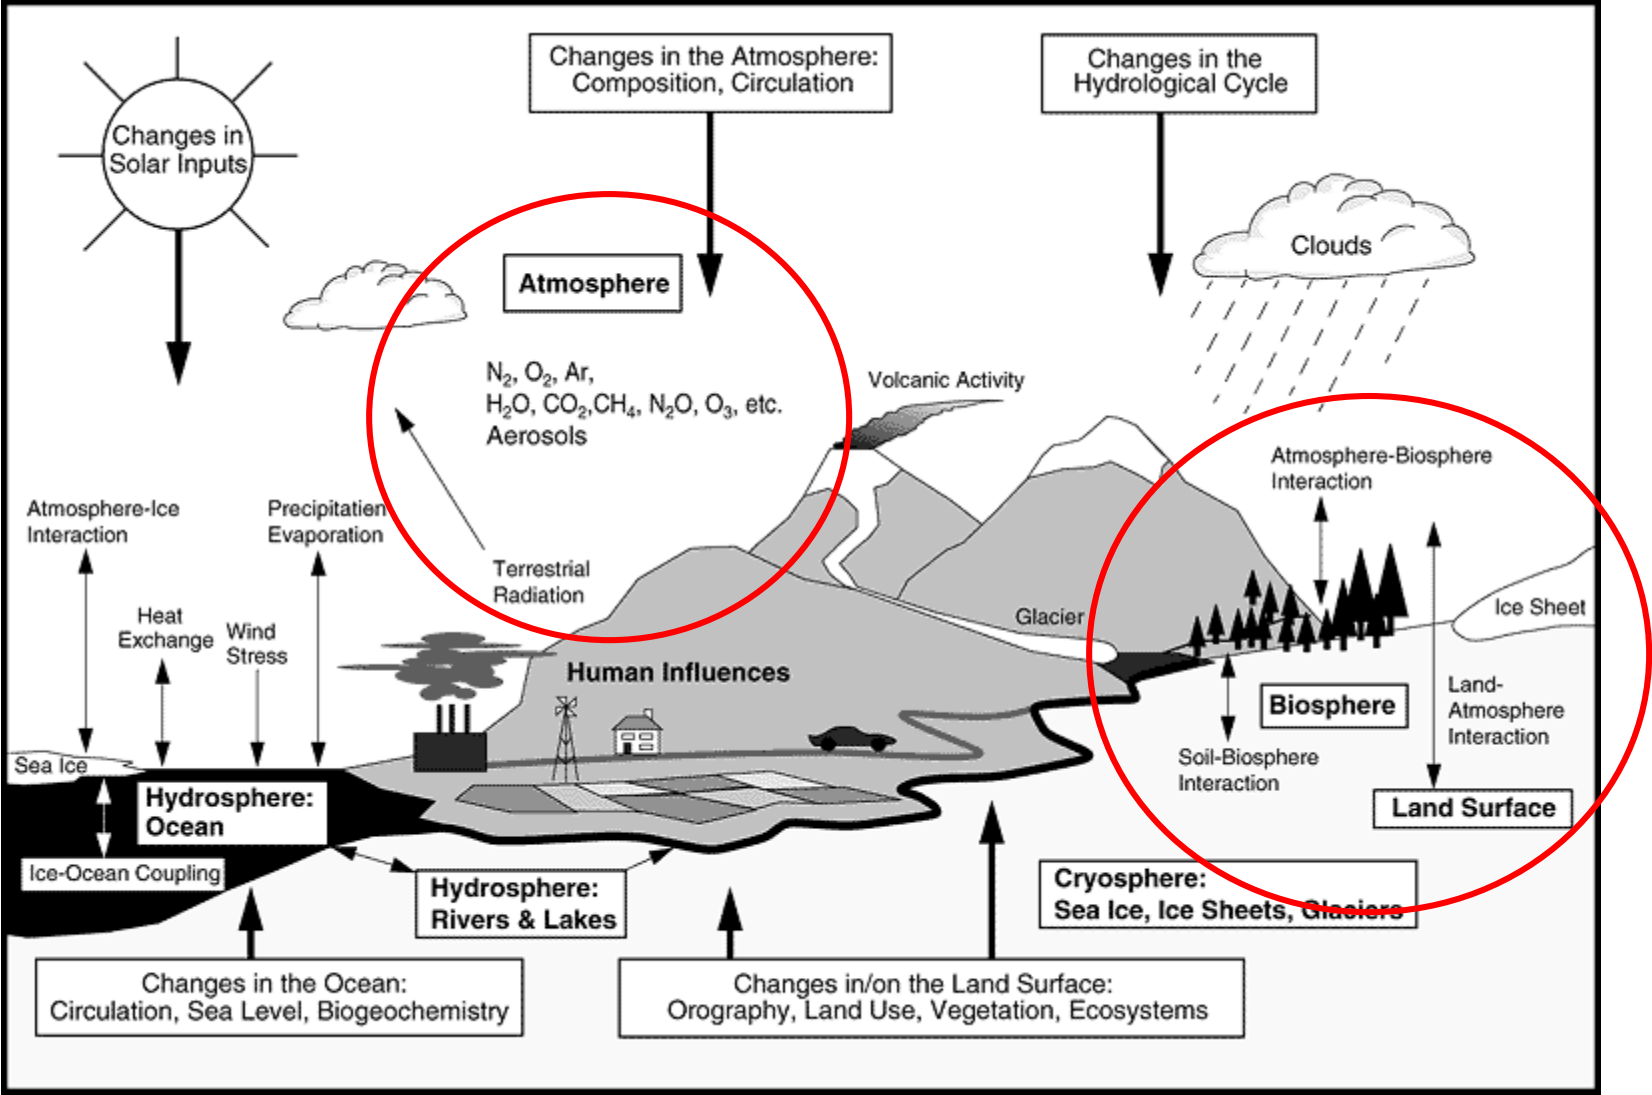 Changes in the Atmosphere:
Composition, Circulation
Changes in the
Hydrological Cycle
Changes in
Solar Inputs
Clouds
Atmosphere
N₂, O₂, Ar,
H₂O, CO₂,CH₄, N₂O, O₃, etc.
Aerosols
Volcanic Activity
Atmosphere-Biosphere
Interaction
Atmosphere-Ice
Interaction
Precipitation
Evaporation
Terrestrial
Radiation
Heat
Exchange
Wind
Stress
Glacier
Ice Sheet
Human Influences
Biosphere
Land-
Atmosphere
Interaction
Soil-Biosphere
Interaction
Sea Ice
Hydrosphere:
Ocean
Land Surface
Ice-Ocean Coupling
Hydrosphere:
Rivers & Lakes
Cryosphere:
Sea Ice, Ice Sheets, Glaciers
Changes in the Ocean:
Circulation, Sea Level, Biogeochemistry
Changes in/on the Land Surface:
Orography, Land Use, Vegetation, Ecosystems